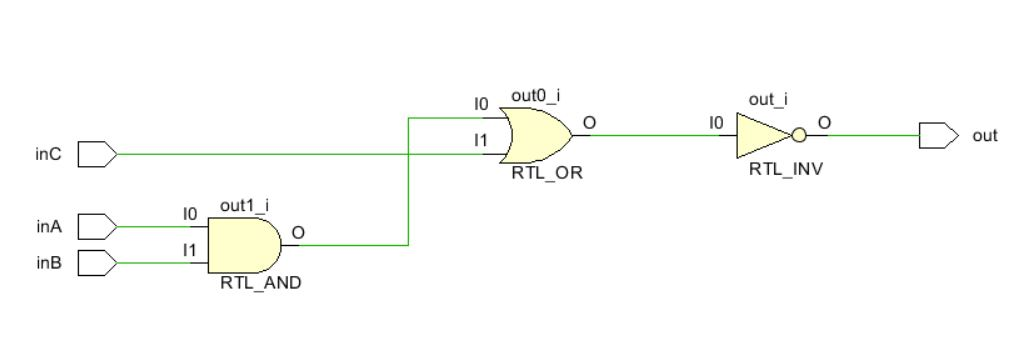 out0_i
I0
I1
O
RTL_OR
out_i
I0
O
RTL_INV
out
inC
inA
inB
out1_i
I0
I1
O
RTL_AND